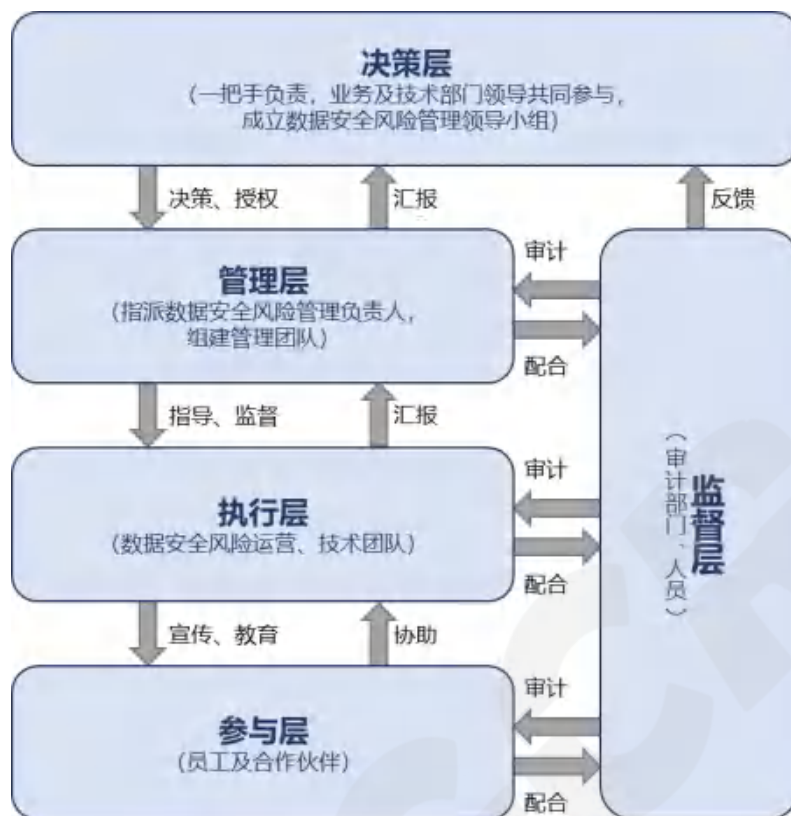 决策层
（一把手负责，业务及技术部门领导共同参与，
成立数据安全风险管理领导小组）
决策、授权
汇报
反馈
管理层
（指派数据安全风险管理负责人，
组建管理团队）
审计
配合
指导、监督
汇报
执行层
（数据安全风险运营、技术团队）
审计
配合
宣传、教育
协助
参与层
（员工及合作伙伴）
审计
配合
监督层
（审计部门、人员）